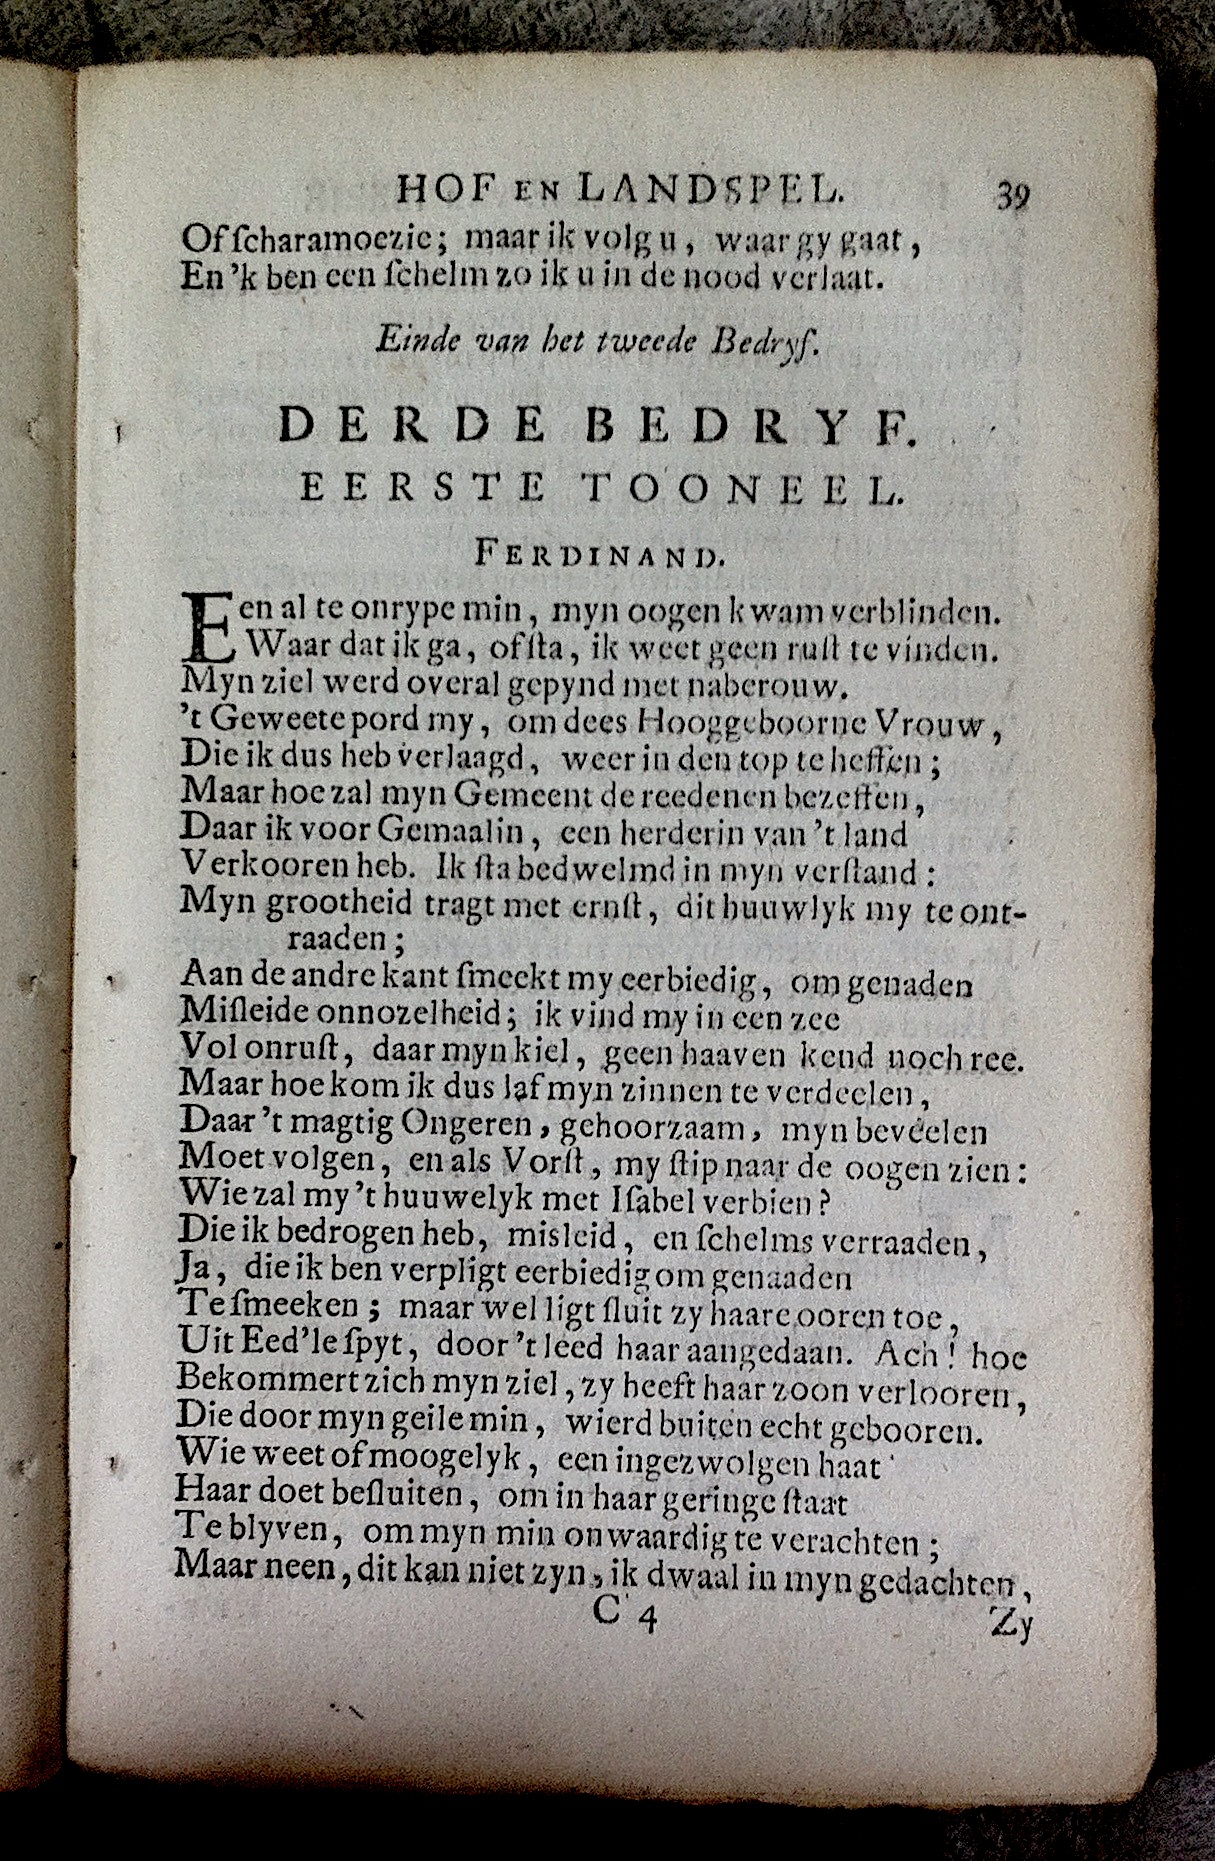 HOF EN LANDSPEL. 39
Of ſcharamoezie; maar ik volg u, waar gy gaat,
En 'k ben een ſchelm zo ik u in de nood verlaat.
Einde van het tweede Bedryf.
DERDE BEDRYF.
EERSTE TOONEEL.
FERDINAND.
Een al te onrype min, myn oogen kwam verblinden.
Waar dat ik ga, of ſta, ik weet geen ruſt te vinden.
Myn ziel werd overal gepynd met naberouw.
't Geweete pord my, om dees Hooggeboorne Vrouw,
Die ik dus heb verlaagd, weer in den top te heffen;
Maar hoe zal myn Gemeent de reedenen bezeffen,
Daar ik voor Gemaalin, een herderin van 't land
Verkooren heb. Ik ſta bedwelmd in myn verſtand:
Myn grootheid tragt met ernſt, dit huuwlyk my te ont-
raaden;
Aan de andre kant ſmeekt my eerbiedig, om genaden
Miſleide onnozelheid; ik vind my in een zee
Vol onruſt, daar myn kiel, geen haaven kend noch ree.
Maar hoe kom ik dus laf myn zinnen te verdeelen,
Daar 't magtig Ongeren, gehoorzaam, myn beveelen
Moet volgen, en als Vorſt, my ſtip naar de oogen zien:
Wie zal my 't huuwelyk met Iſabel verbien?
Die ik bedrogen heb, misleid, en ſchelms verraaden,
Ja, die ik ben verpligt eerbiedig om genaaden
Te ſmeeken; maar wel ligt ſluit zy haare ooren toe,
Uit Eed'le ſpyt, door 't leed haar aangedaan. Ach! hoe
Bekommert zich myn ziel, zy heeft haar zoon verlooren,
Die door myn geile min, wierd buiten echt gebooren.
Wie weet of moogelyk, een ingezwolgen haat
Haar doet beſluiten, om in haar geringe ſtaat
Te blyven, om myn min onwaardig te verachten;
Maar neen, dit kan niet zyn, ik dwaal in myn gedachten,
C 4 Zy